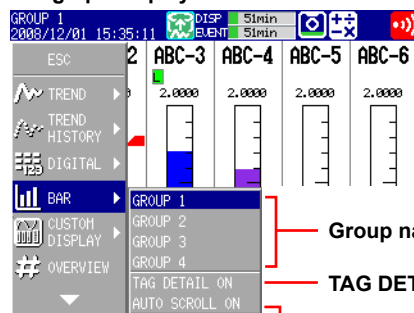 GROUP 1
2008/12/01 15:35:11
DISP 51min
EVENT 51min
ESC
2 ABC-3 ABC-4 ABC-5 ABC-6
L
2.0000 2.0000 2.0000 2.0000
TREND
TREND HISTORY
DIGITAL
BAR
CUSTOM DISPLAY
OVERVIEW
GROUP 1
GROUP 2
GROUP 3
GROUP 4
TAG DETAIL ON
AUTO SCROLL ON
Group na
TAG DET